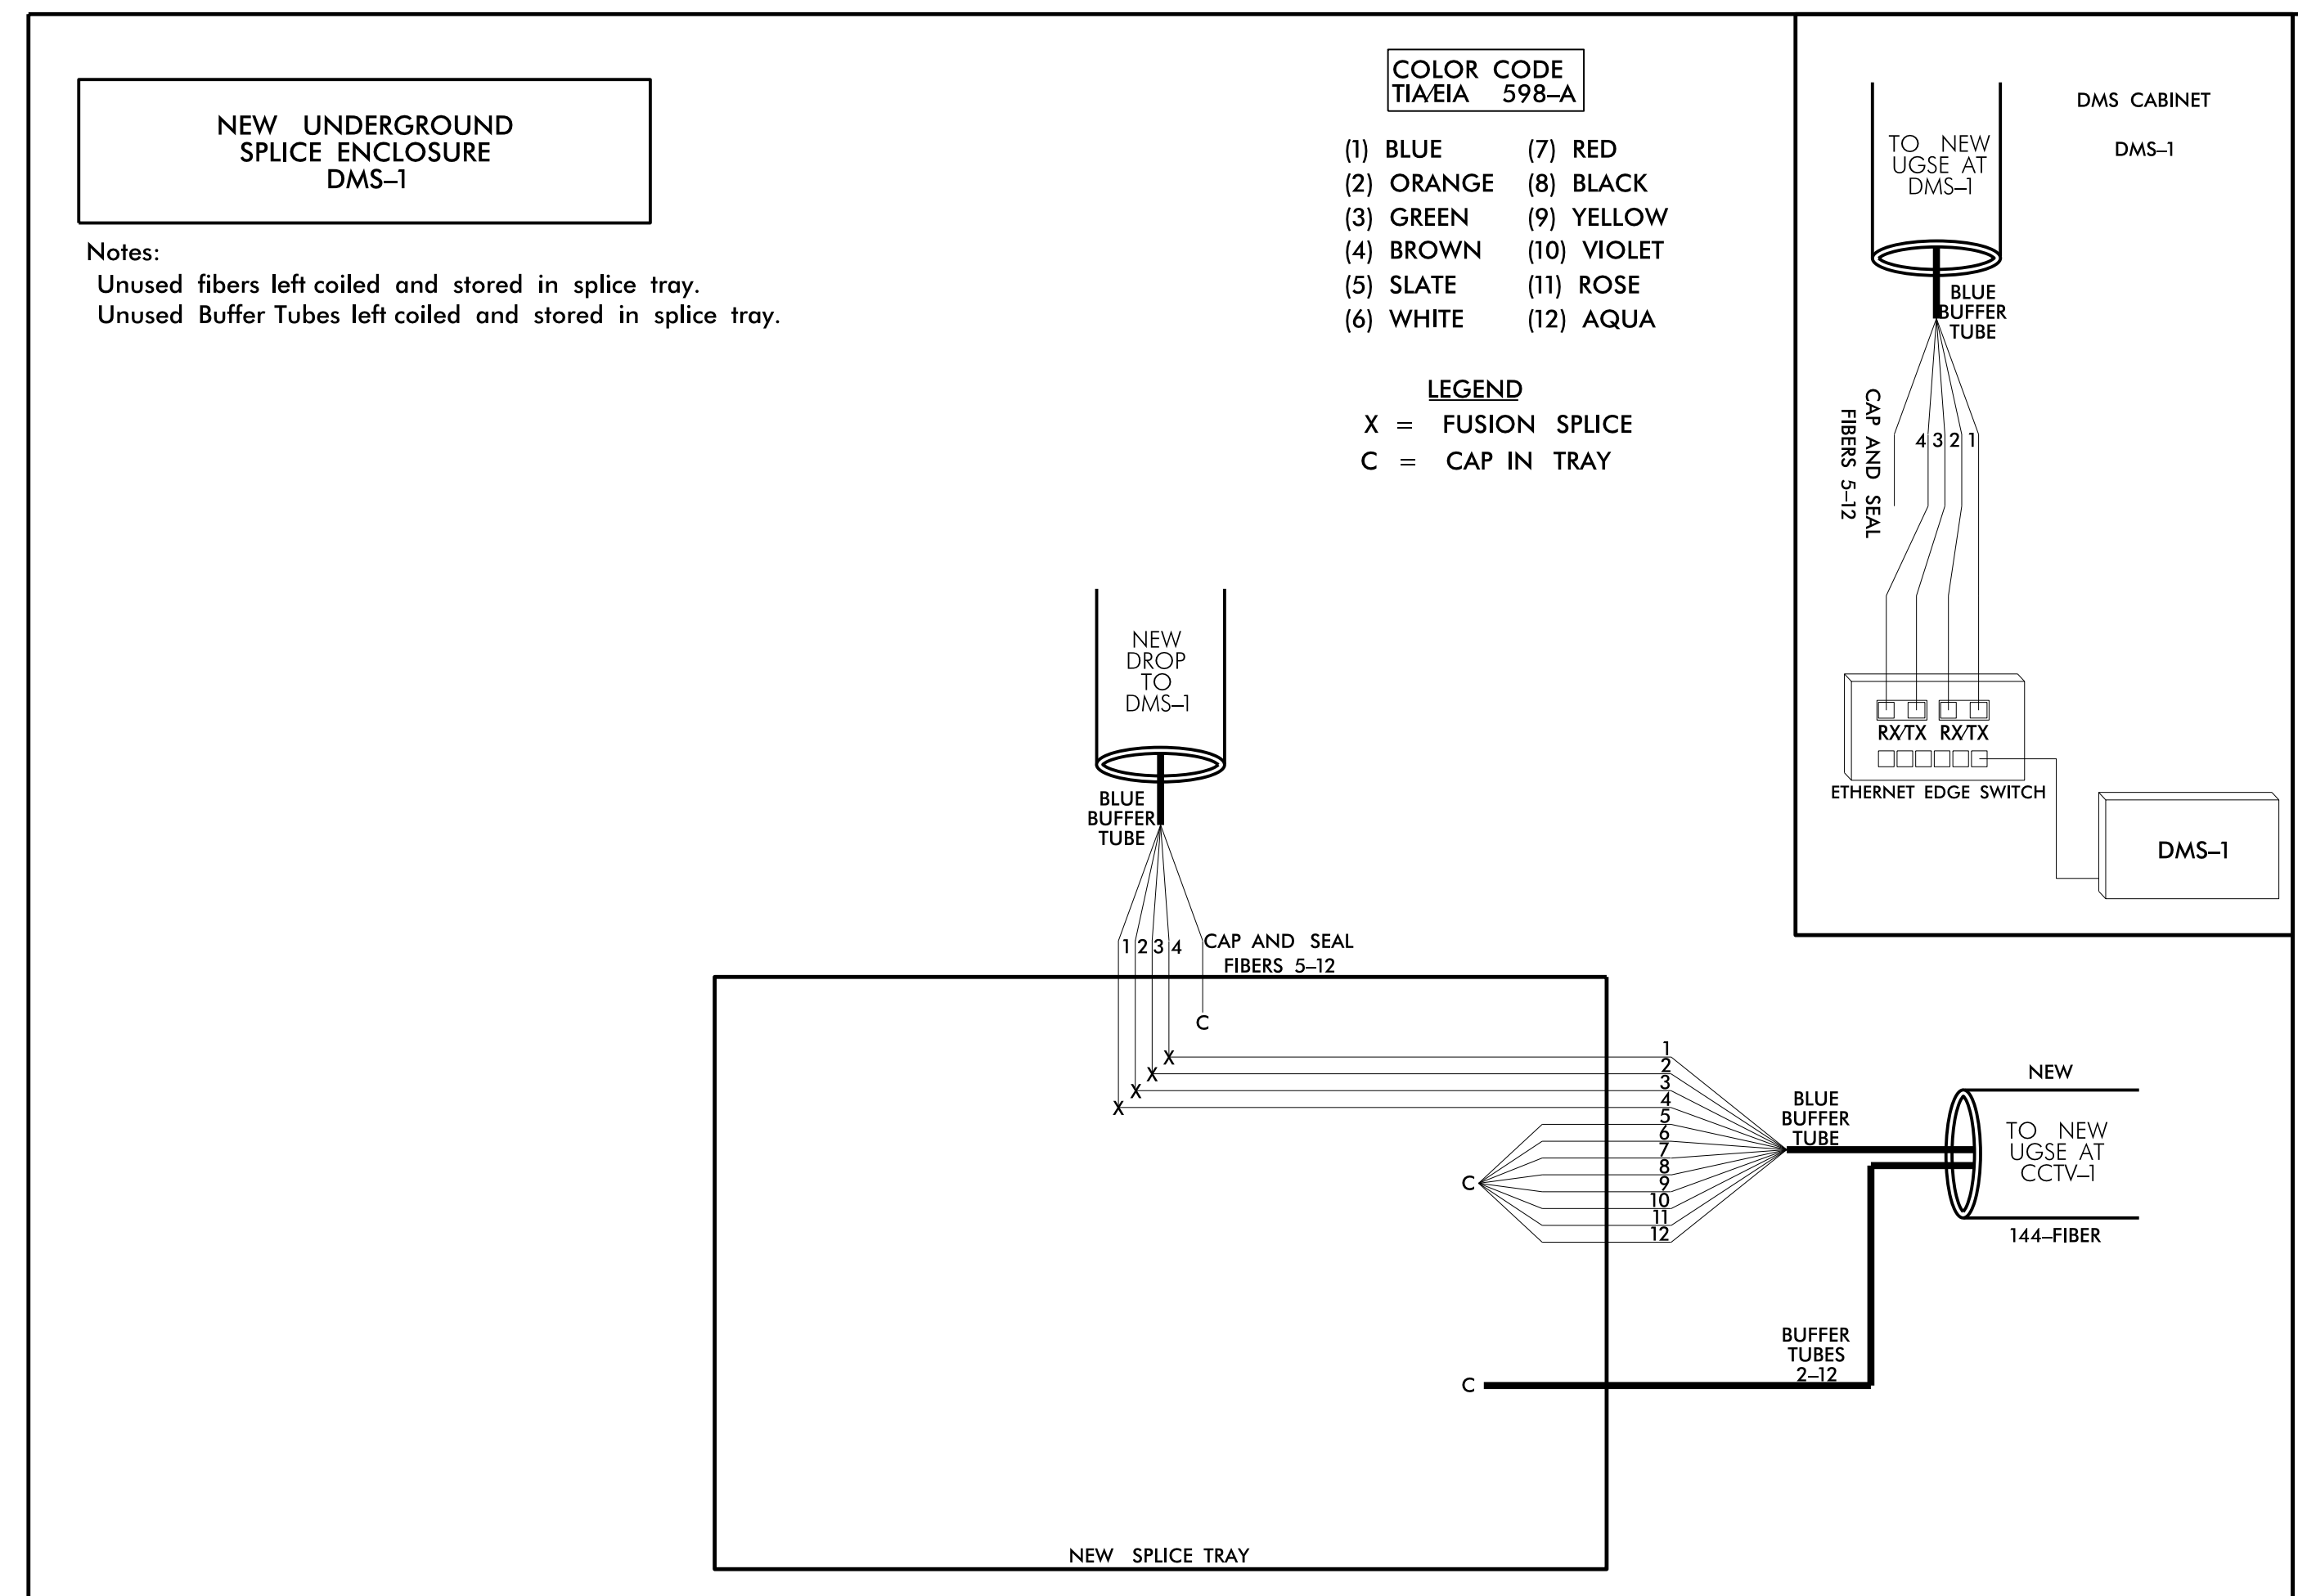 NEW UNDERGROUND
SPLICE ENCLOSURE
DMS-1
Notes:
Unused fibers left coiled and stored in splice tray.
Unused Buffer Tubes left coiled and stored in splice tray.
COLOR CODE
TIA/EIA 598-A
(1) BLUE
(2) ORANGE
(3) GREEN
(4) BROWN
(5) SLATE
(6) WHITE
(7) RED
(8) BLACK
(9) YELLOW
(10) VIOLET
(11) ROSE
(12) AQUA
LEGEND
X = FUSION SPLICE
C = CAP IN TRAY
DMS CABINET
DMS-1
TO NEW
UGSE AT
DMS-1
BLUE
BUFFER
TUBE
CAP AND SEAL
FIBERS 5-12
4 3 2 1
RX/TX RX/TX
ETHERNET EDGE SWITCH
DMS-1
NEW
DROP
TO
DMS-1
BLUE
BUFFER
TUBE
1 2 3 4
CAP AND SEAL
FIBERS 5-12
C
X
X
X
X
1
2
3
4
5
6
7
8
9
10
11
12
C
BLUE
BUFFER
TUBE
NEW
TO NEW
UGSE AT
CCTV-1
144-FIBER
BUFFER
TUBES
2-12
C
NEW SPLICE TRAY